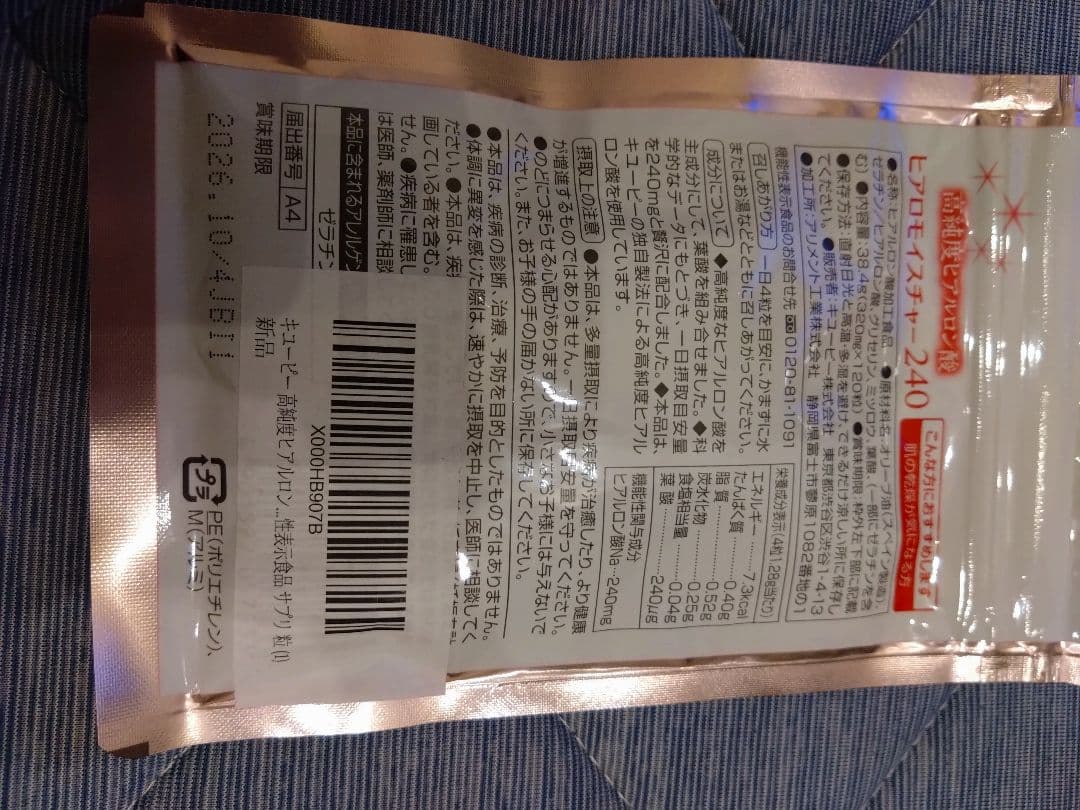 高純度ヒアルロン酸
ヒアロモイスチャー240
こんな方におすすめします
肌の乾燥が気になる方
●名称:ヒアルロン酸加工食品 ●原材料名:オリーブ油(スペイン製造)、
ゼラチン/ヒアルロン酸、グリセリン、ミツロウ、葉酸、(一部にゼラチンを含
む) ●内容量:38.4g(320mg×120粒) ●賞味期限:枠外左下部に記載
●保存方法:直射日光と高温・多湿を避け、できるだけ涼しい所に保存し
てください。 ●販売者:キユーピー株式会社 東京都渋谷区渋谷1-4-13
●加工所:アリメント工業株式会社 静岡県富士市蓼原1086番地の1
機能性表示食品のお問合せ先 0120-81-1091
召しあがり方 一日4粒を目安に、かまずに水
またはお湯などとともに召しあがってください。
成分について ◆高純度なヒアルロン酸を
主成分にして、葉酸を組み合せました。◆科
学的なデータにもとづき、一日摂取目安量
を240mgと贅沢に配合しました。◆本品は、
キユーピーの独自製法による高純度ヒアル
ロン酸を使用しています。
栄養成分表示(4粒1.28g当たり)
エネルギー 7.3kcal
たんぱく質 0.40g
脂質 0.52g
炭水化物 0.25g
食塩相当量 0.04g
葉酸 240μg
機能性関与成分
ヒアルロン酸Na 240mg
摂取上の注意 ●本品は、多量摂取により疾病が治癒したり、より健康
が増進するものではありません。一日摂取目安量を守ってください。
●のどにつまらせる心配がありますので、小さなお子様には与えないで
ください。また、お子様の手の届かない所に保存してください。
●本品は、疾病の診断、治療、予防を目的としたものではありません。
●体調に異変を感じた際は、速やかに摂取を中止し、医師に相談してく
ださい。●本品は、疾
画している者を含む。
せん。●疾病に罹患し
は医師、薬剤師に相談
本品に含まれるアレルゲン
ゼラチン
届出番号 A4
賞味期限
2026.10/4JB11
X000HB907B
キユーピー 高純度ヒアルロン...性表示食品 サプリ 粒 (1)
新品
プラ
PE(ポリエチレン)、
M(アルミ)